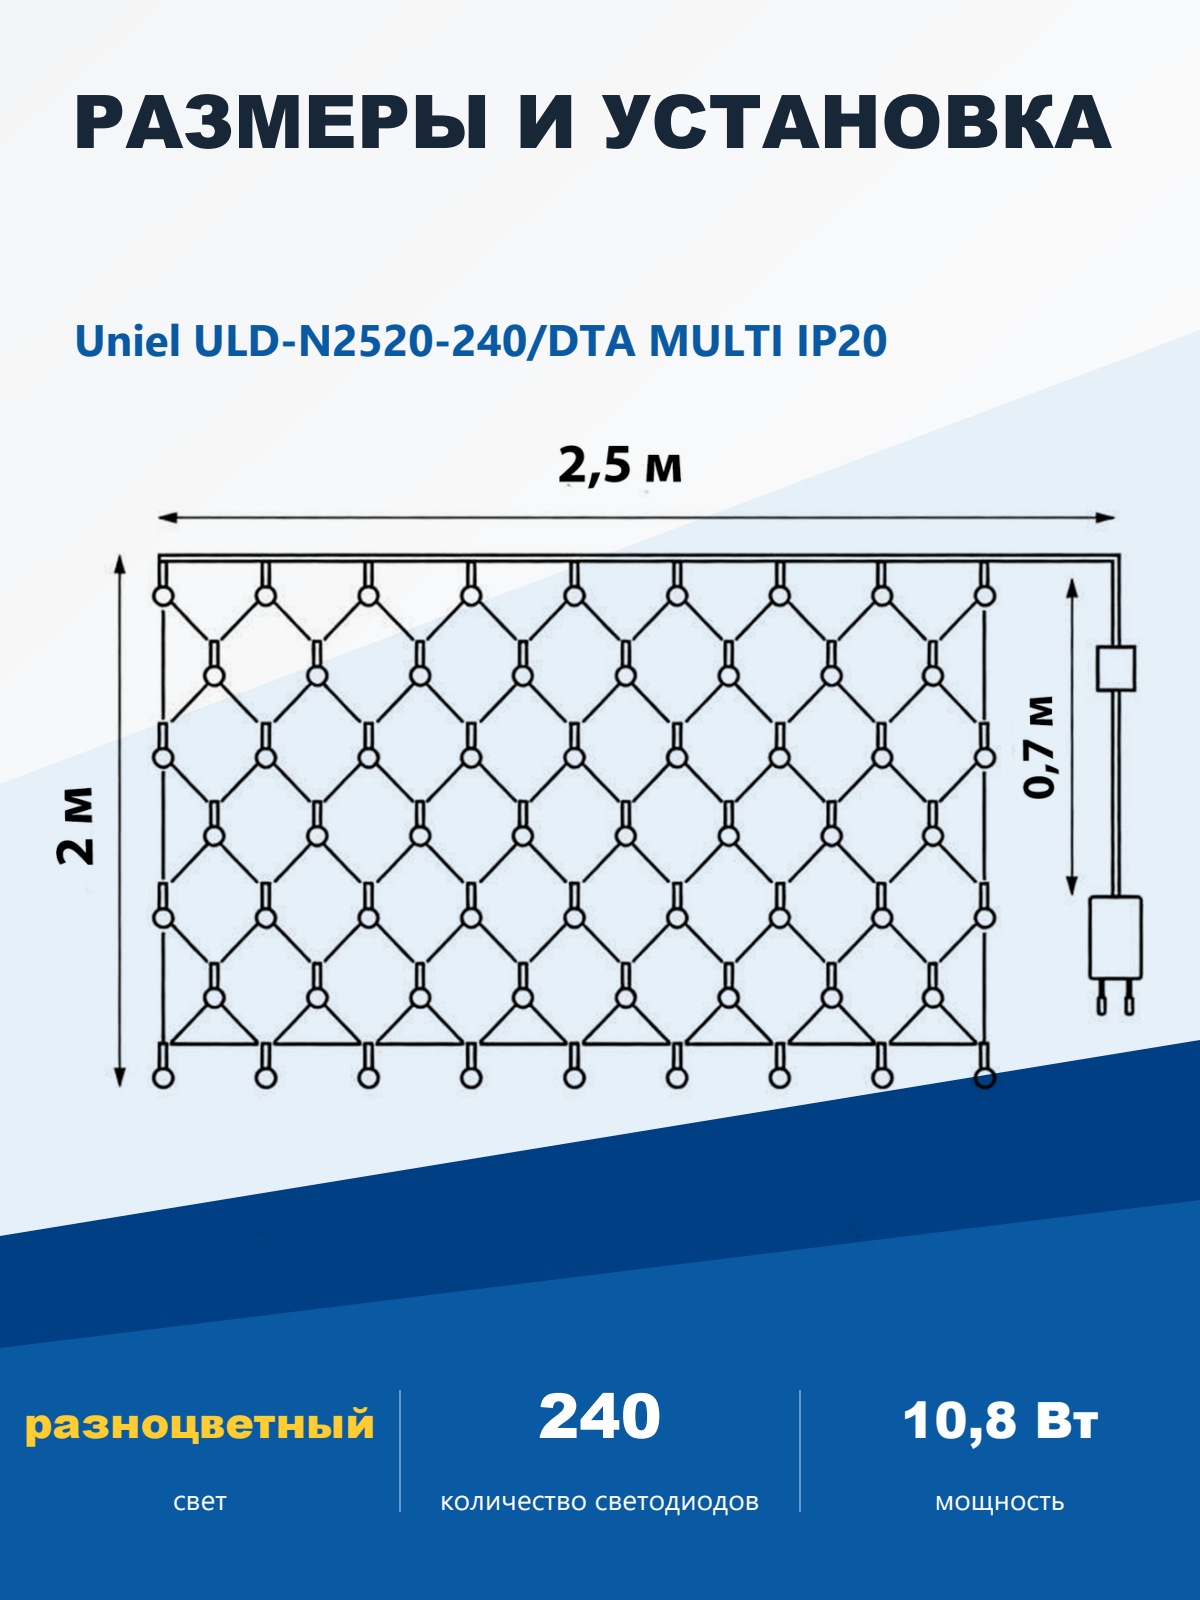 РАЗМЕРЫ И УСТАНОВКА
Uniel ULD-N2520-240/DTA MULTI IP20
2,5 м
2 м
0,7 м
разноцветный
свет
240
количество светодиодов
10,8 Вт
мощность